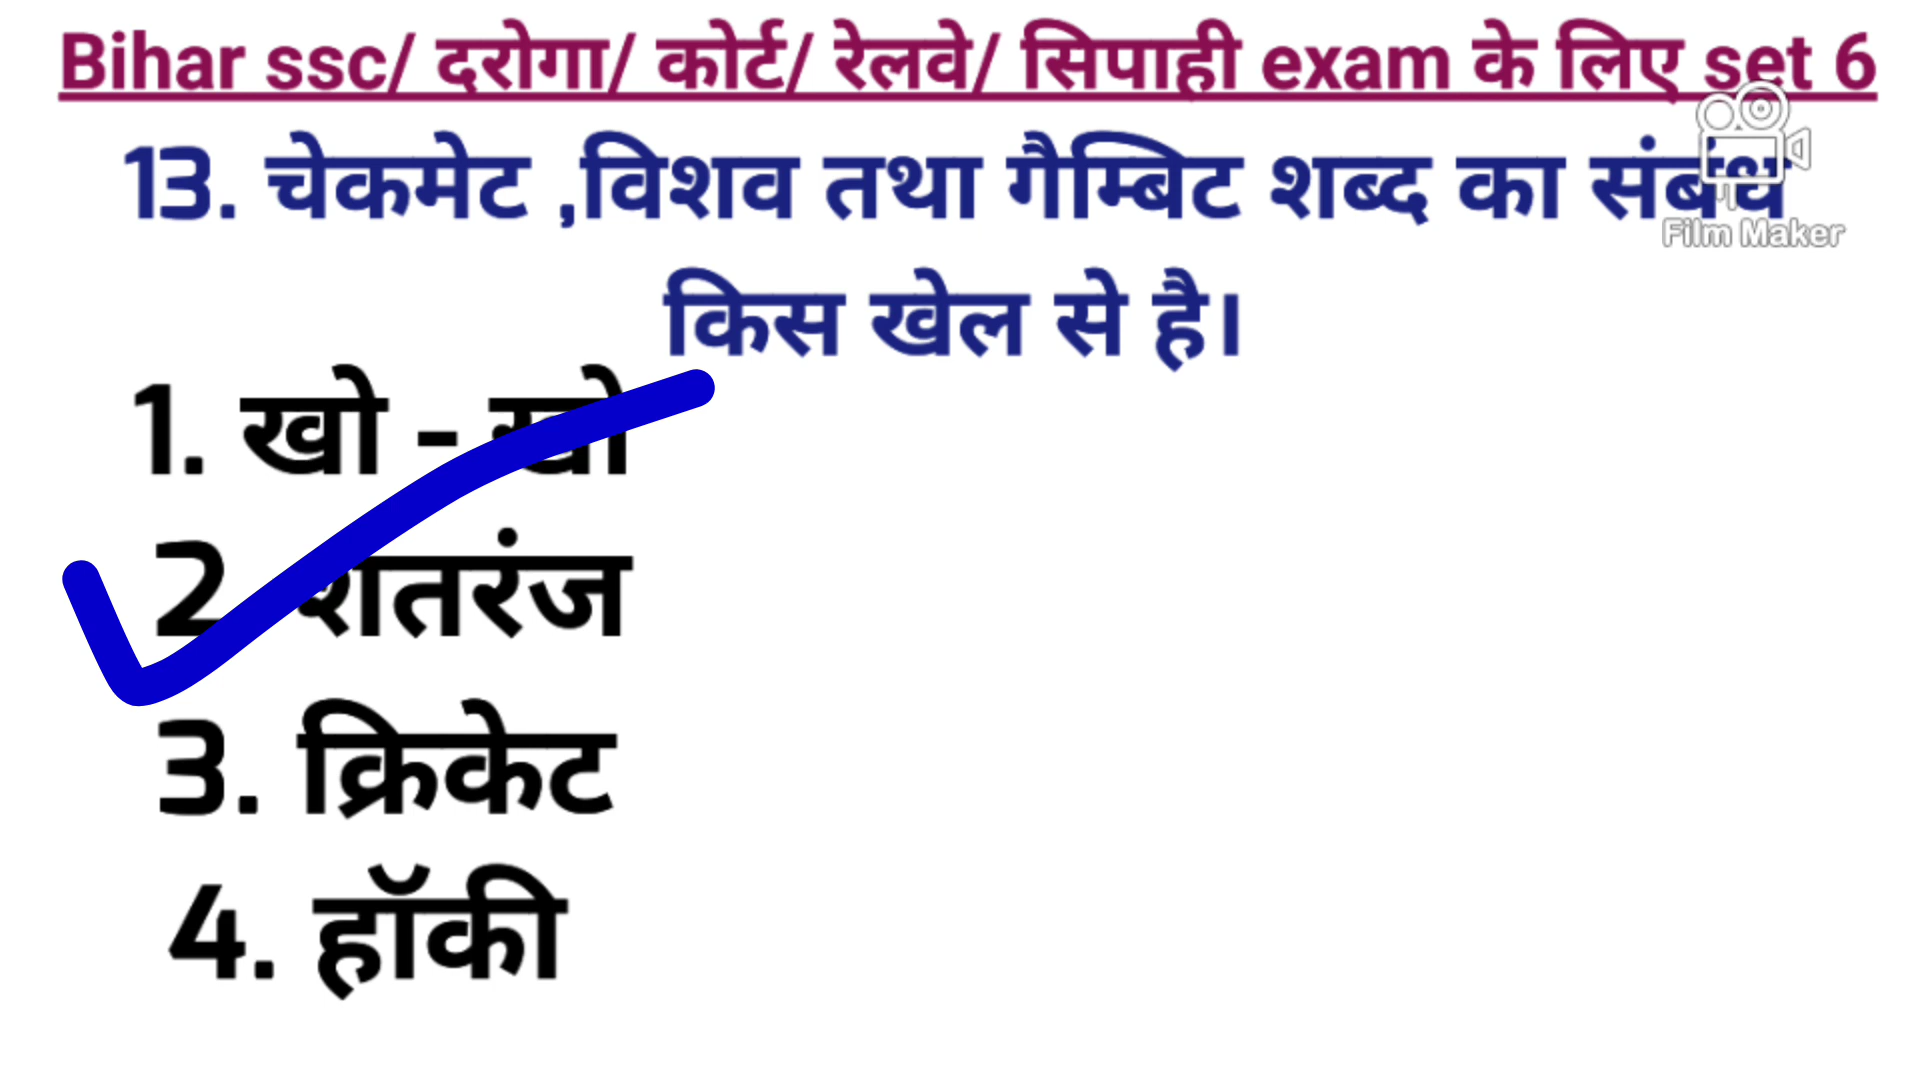 Bihar ssc/ दरोगा/ कोर्ट/ रेलवे/ सिपाही exam के लिए set 6
13. चेकमेट ,विशव तथा गैम्बिट शब्द का संबंध
Film Maker
किस खेल से है।
1. खो - खो
2. शतरंज
3. क्रिकेट
4. हॉकी